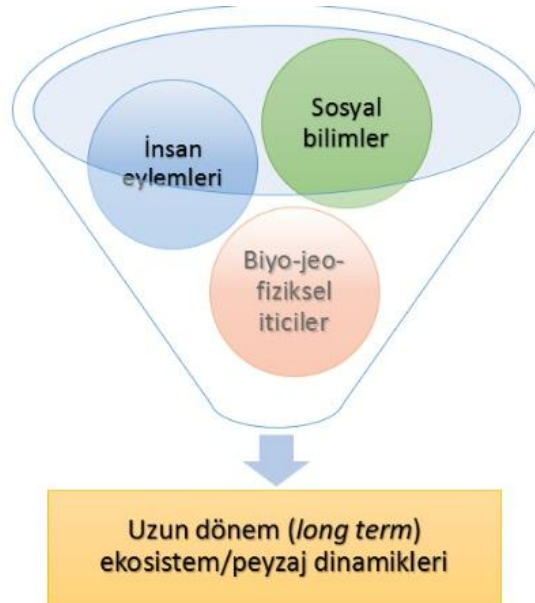 Sosyal
bilimler
İnsan
eylemleri
Biyo-jeo-
fiziksel
iticiler
Uzun dönem (long term)
ekosistem/peyzaj dinamikleri